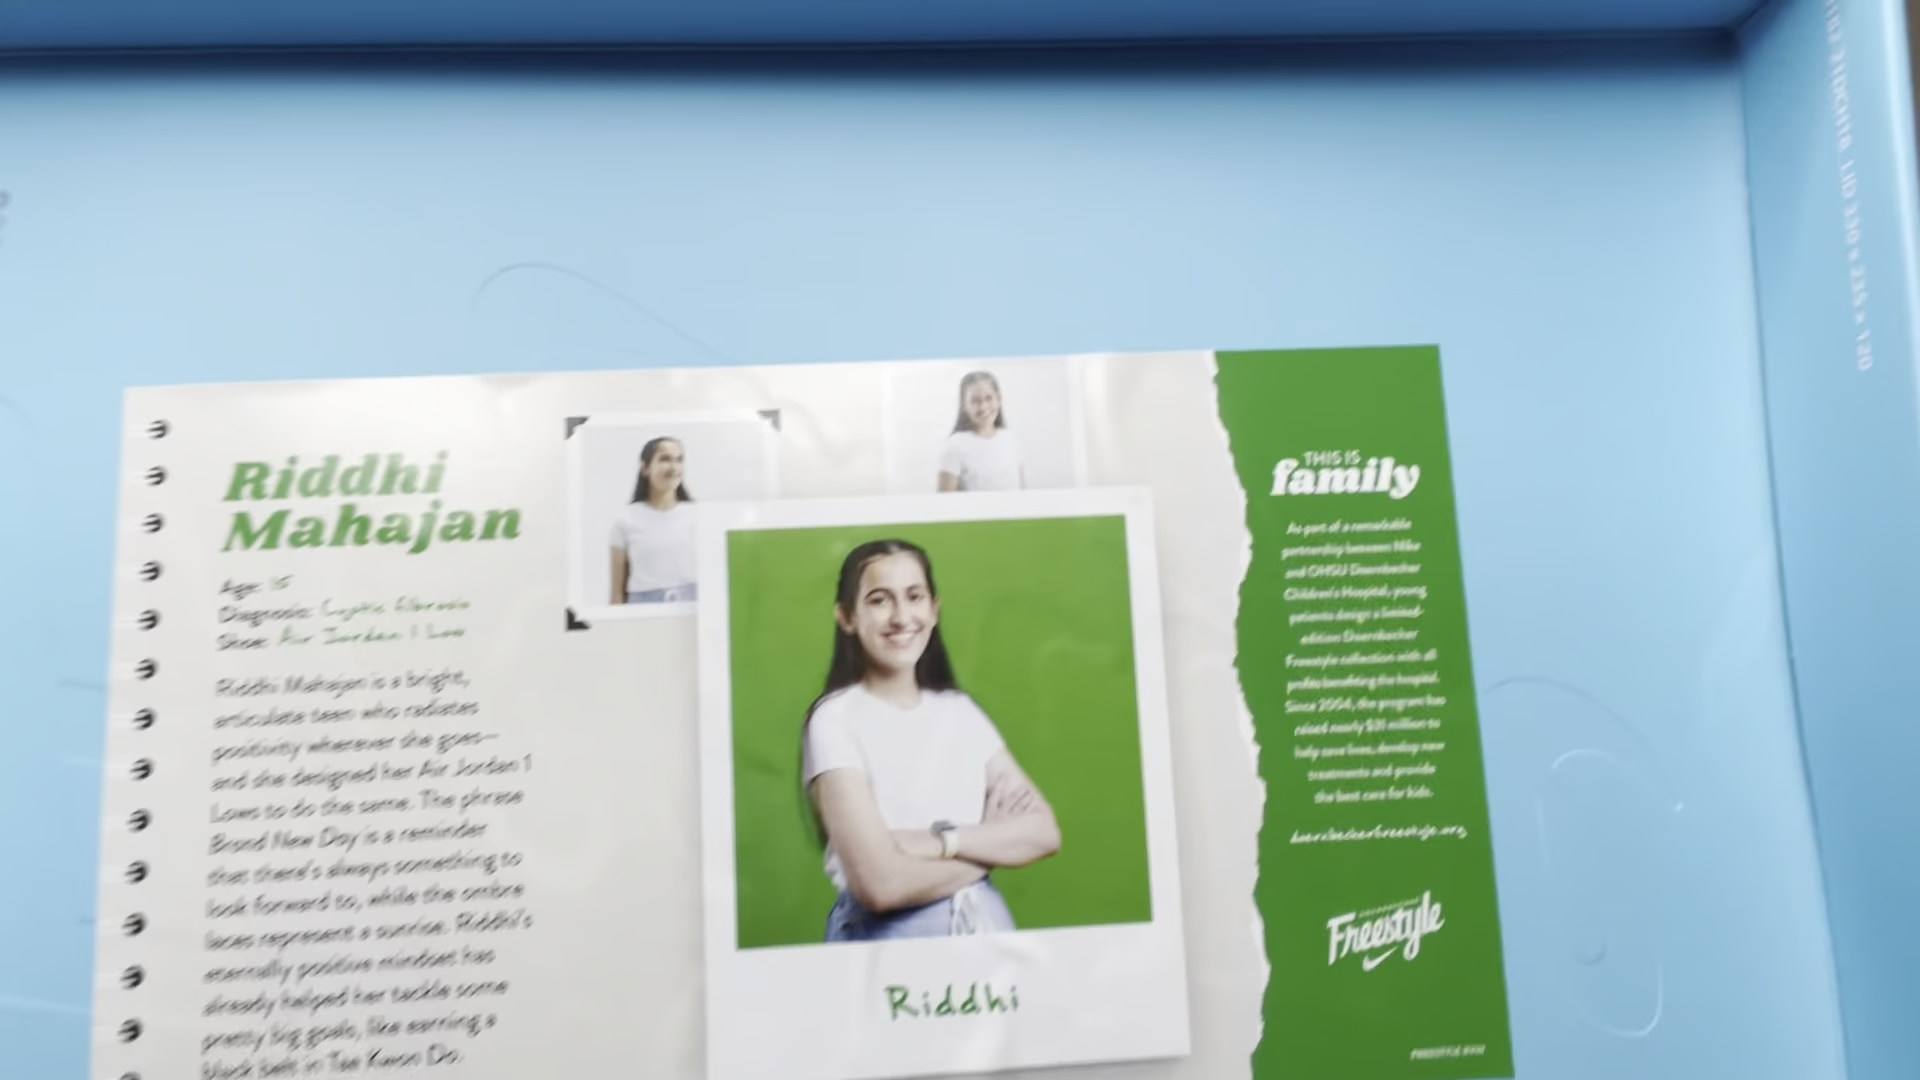 Riddhi
Mahajan
Age: 15
Diagnosis: Cystic fibrosis
Shoe: Air Jordan 1 Low
Riddhi Mahajan is a bright,
articulate teen who radiates
positivity wherever she goes—
and she designed her Air Jordan 1
Lows to do the same. The phrase
Brand New Day is a reminder
that there's always something to
look forward to, while the ombre
laces represent a sunrise. Riddhi's
eternally positive mindset has
already helped her tackle some
pretty big goals, like earning a
black belt in Tae Kwon Do.
Riddhi
THIS IS
family
As part of a remarkable
partnership between Nike
and OHSU Doernbecher
Children's Hospital, young
patients design a limited-
edition Doernbecher
Freestyle collection with all
profits benefiting the hospital.
Since 2004, the program has
raised nearly $31 million to
help save lives, develop new
treatments and provide
the best care for kids.
doernbecherfreestyle.org
Freestyle
LID 330 x 235 x 120